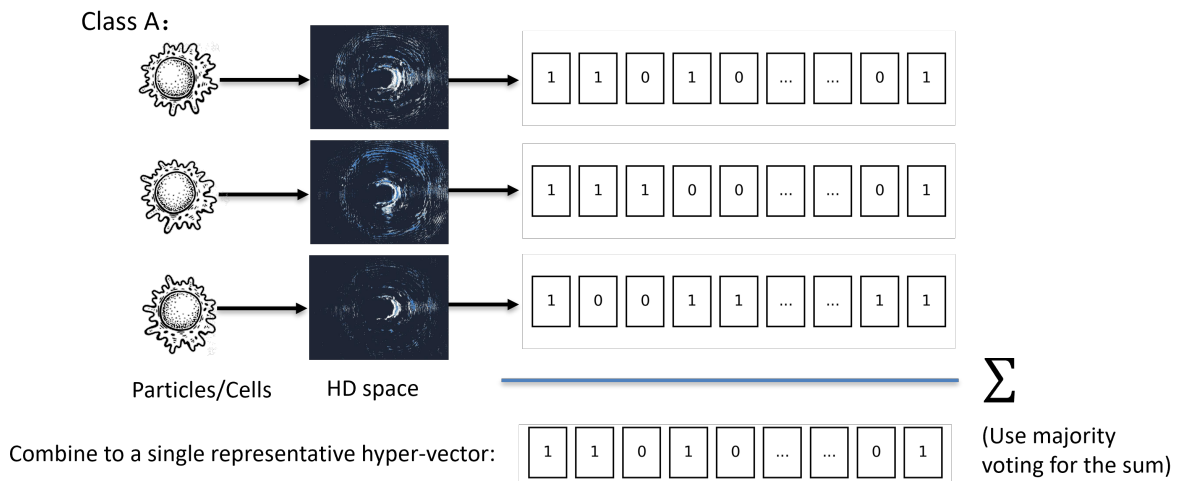 Class A:
1 1 0 1 0 ... ... 0 1
1 1 1 0 0 ... ... 0 1
1 0 0 1 1 ... ... 1 1
Particles/Cells HD space
∑
Combine to a single representative hyper-vector: 1 1 0 1 0 ... ... 0 1
(Use majority
voting for the sum)